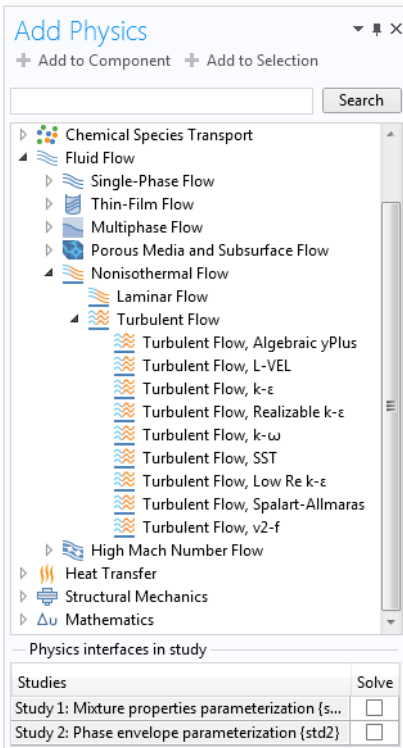 Add Physics
Add to Component Add to Selection
Search
Chemical Species Transport
Fluid Flow
Single-Phase Flow
Thin-Film Flow
Multiphase Flow
Porous Media and Subsurface Flow
Nonisothermal Flow
Laminar Flow
Turbulent Flow
Turbulent Flow, Algebraic yPlus
Turbulent Flow, L-VEL
Turbulent Flow, k-ε
Turbulent Flow, Realizable k-ε
Turbulent Flow, k-ω
Turbulent Flow, SST
Turbulent Flow, Low Re k-ε
Turbulent Flow, Spalart-Allmaras
Turbulent Flow, v2-f
High Mach Number Flow
Heat Transfer
Structural Mechanics
Δu Mathematics
Physics interfaces in study
Studies Solve
Study 1: Mixture properties parameterization {s...
Study 2: Phase envelope parameterization {std2}